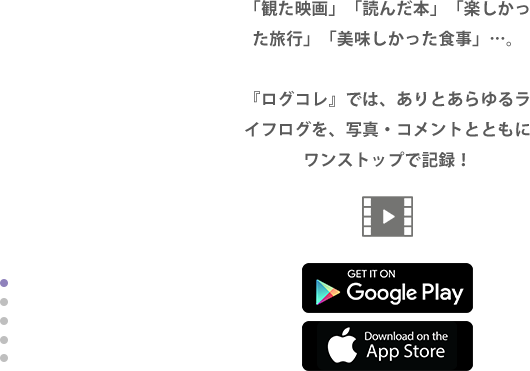 「観た映画」「読んだ本」「楽しかっ
た旅行」「美味しかった食事」…。
『ログコレ』では、ありとあらゆるラ
イフログを、写真・コメントとともに
ワンストップで記録！
GET IT ON
Google Play
Download on the
App Store